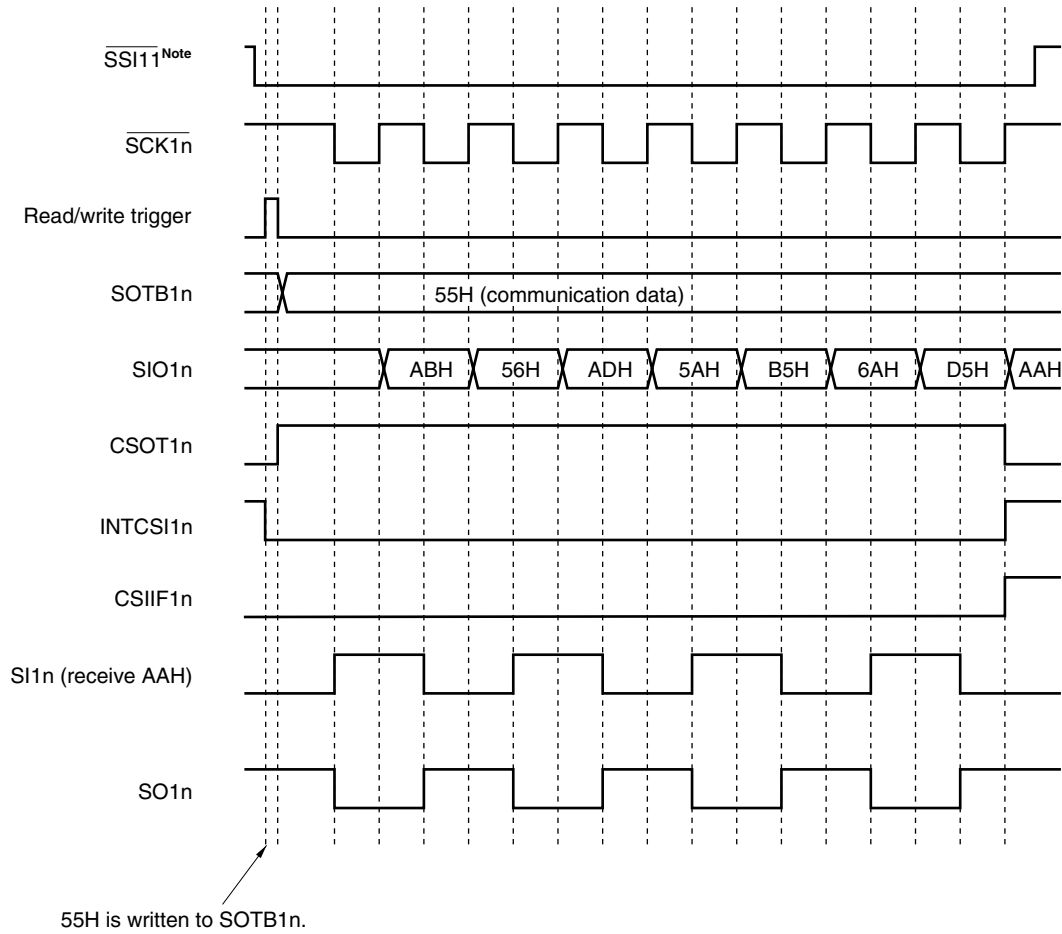 SSI11Note
SCK1n
Read/write trigger
SOTB1n
55H (communication data)
SIO1n
ABH 56H ADH 5AH B5H 6AH D5H AAH
CSOT1n
INTCSI1n
CSIIF1n
SI1n (receive AAH)
SO1n
55H is written to SOTB1n.